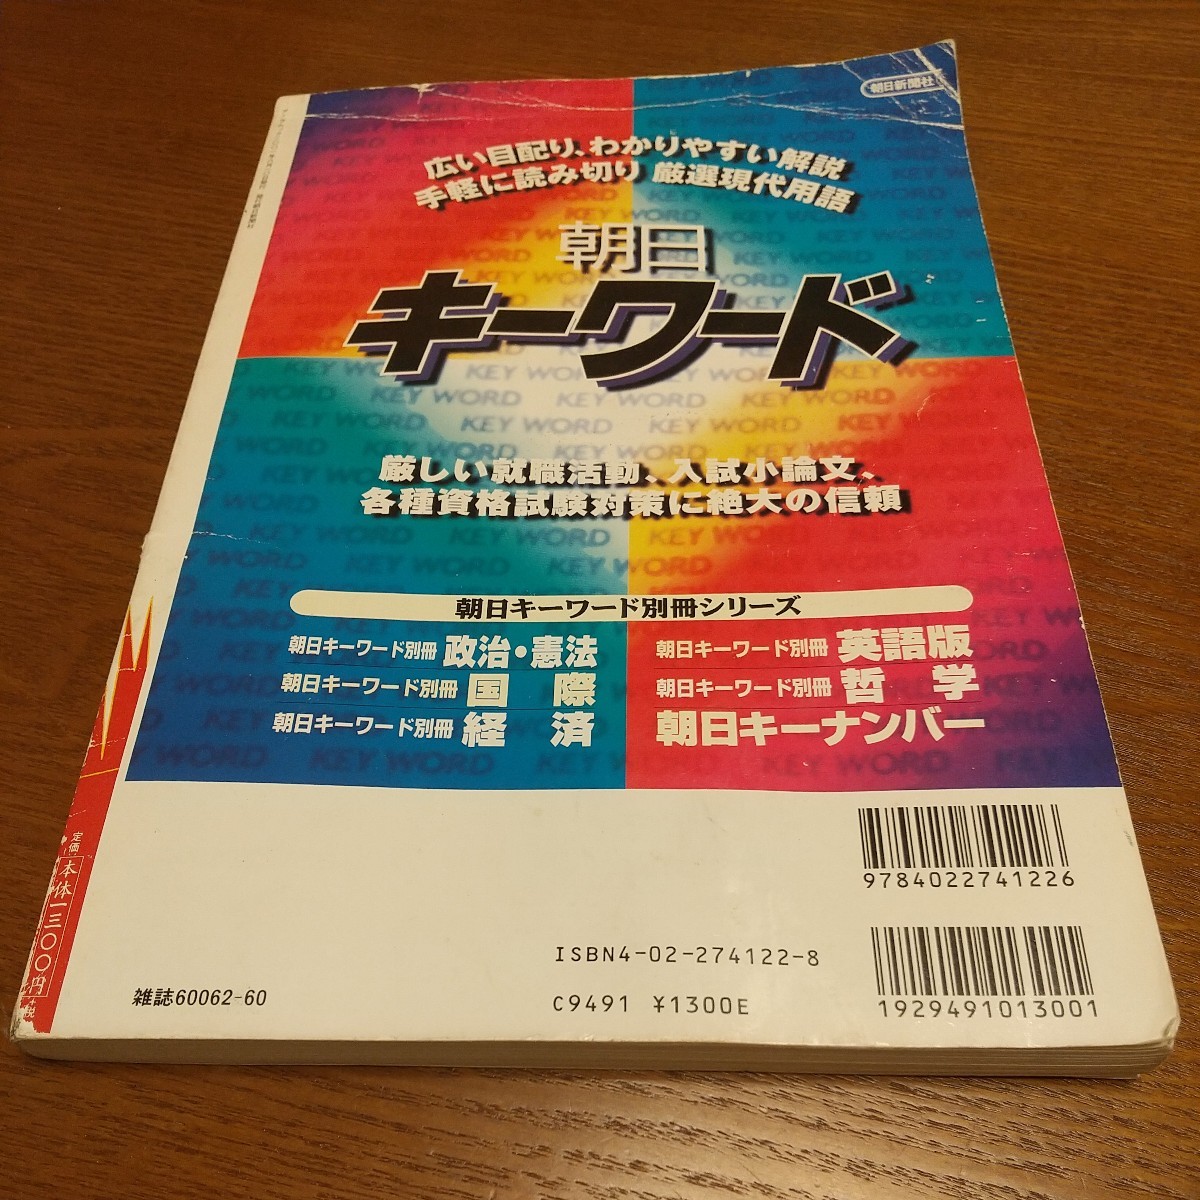 朝日新聞社
広い目配り、わかりやすい解説
手軽に読み切り 厳選現代用語
朝日
キーワード
厳しい就職活動、入試小論文、
各種資格試験対策に絶大の信頼
朝日キーワード別冊シリーズ
朝日キーワード別冊 政治・憲法
朝日キーワード別冊 国際
朝日キーワード別冊 経済
朝日キーワード別冊 英語版
朝日キーワード別冊 哲学
朝日キーナンバー
9784022741226
ISBN4-02-274122-8
C9491 ¥1300E
1929491013001
雑誌60062-60
定価
本体一三〇〇円
+税
KEY WORD